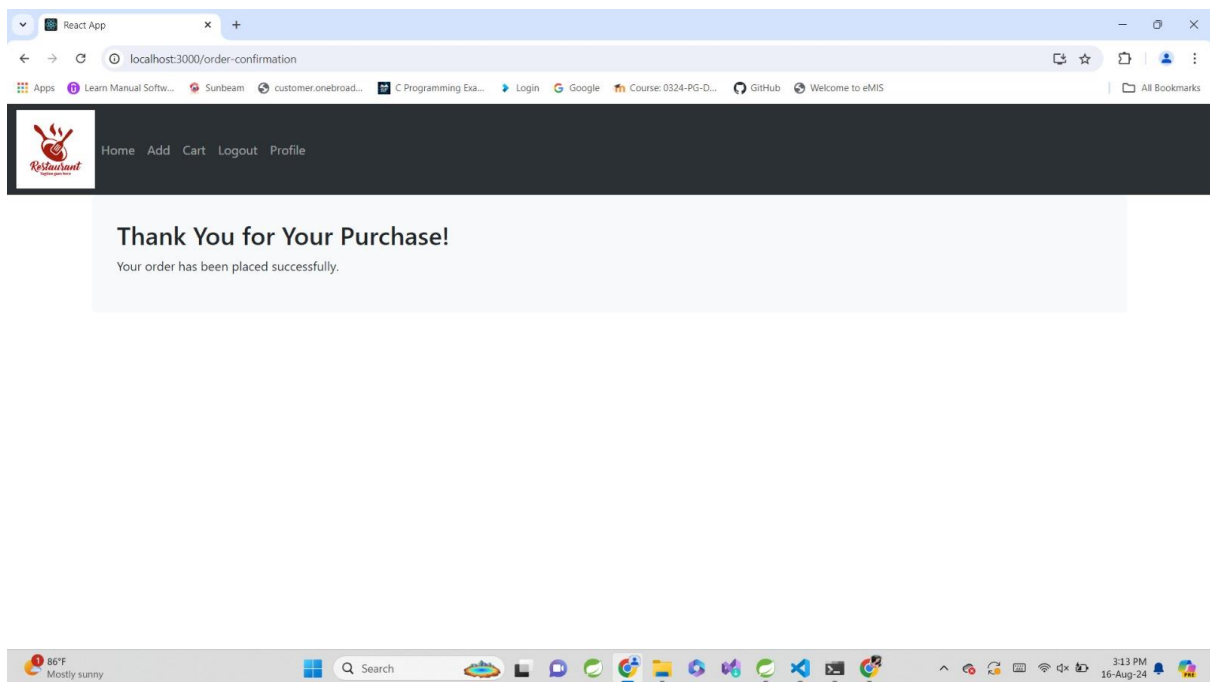 React App
localhost:3000/order-confirmation
Apps Learn Manual Softw... Sunbeam customer.onebroad... C Programming Exa... Login Google Course: 0324-PG-D... GitHub Welcome to eMIS All Bookmarks
Restaurant
Home Add Cart Logout Profile
Thank You for Your Purchase!
Your order has been placed successfully.
1 86°F Search 3:13 PM
Mostly sunny 16-Aug-24
PRE